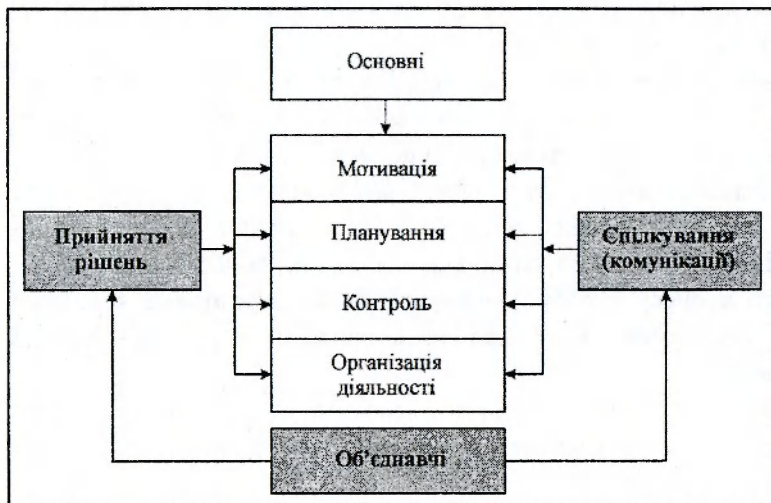 Основні
Мотивація
Прийняття
рішень
Планування
Спілкування
(комунікації)
Контроль
Організація
діяльності
Об’єднавчі